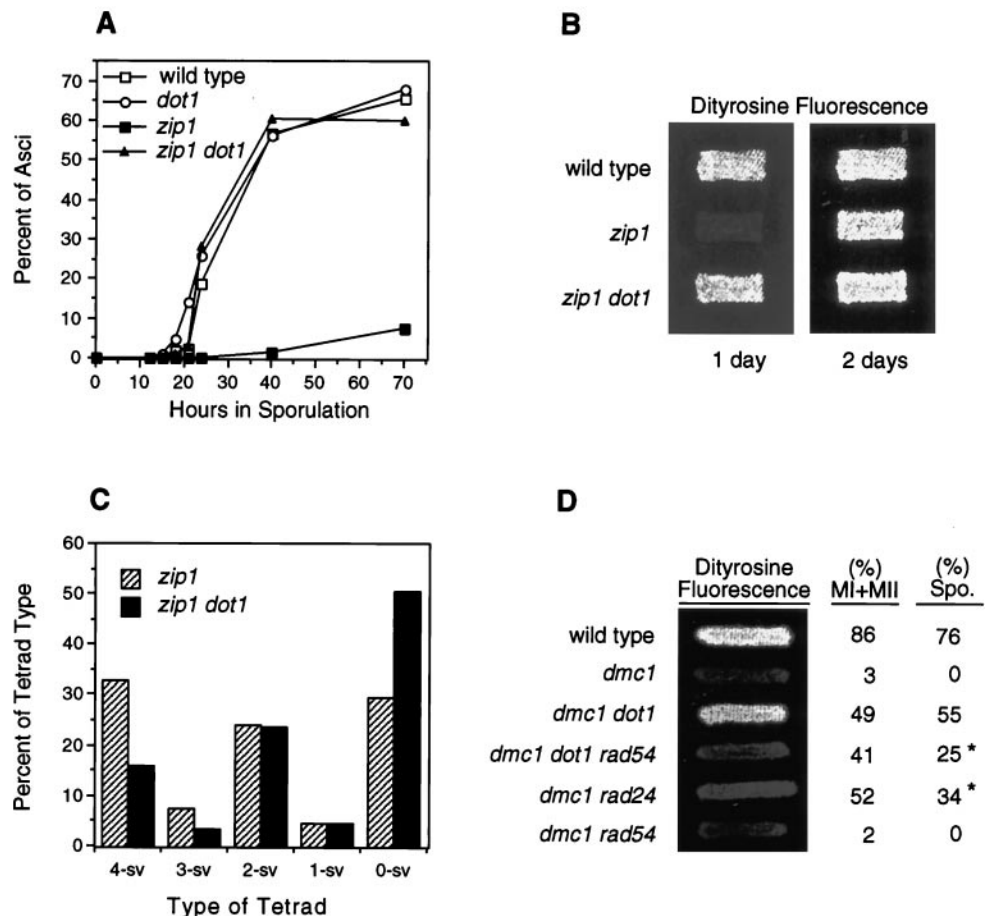 A
wild type
dot1
zip1
zip1 dot1
Percent of Asci
70
60
50
40
30
20
10
0
0 10 20 30 40 50 60 70
Hours in Sporulation
B
Dityrosine Fluorescence
wild type
zip1
zip1 dot1
1 day 2 days
C
zip1
zip1 dot1
Percent of Tetrad Type
60
50
40
30
20
10
0
4-sv 3-sv 2-sv 1-sv 0-sv
Type of Tetrad
D
Dityrosine Fluorescence (%) MI+MII (%) Spo.
wild type 86 76
dmc1 3 0
dmc1 dot1 49 55
dmc1 dot1 rad54 41 25*
dmc1 rad24 52 34*
dmc1 rad54 2 0